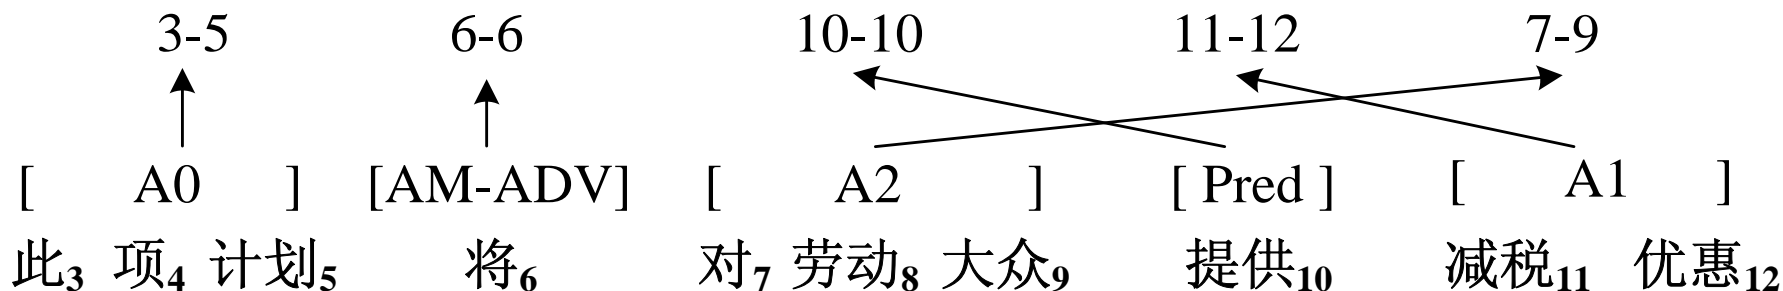 3-5 6-6 10-10 11-12 7-9
[ A0 ] [AM-ADV] [ A2 ] [ Pred ] [ A1 ]
此3 项4 计划5 将6 对7 劳动8 大众9 提供10 减税11 优惠12